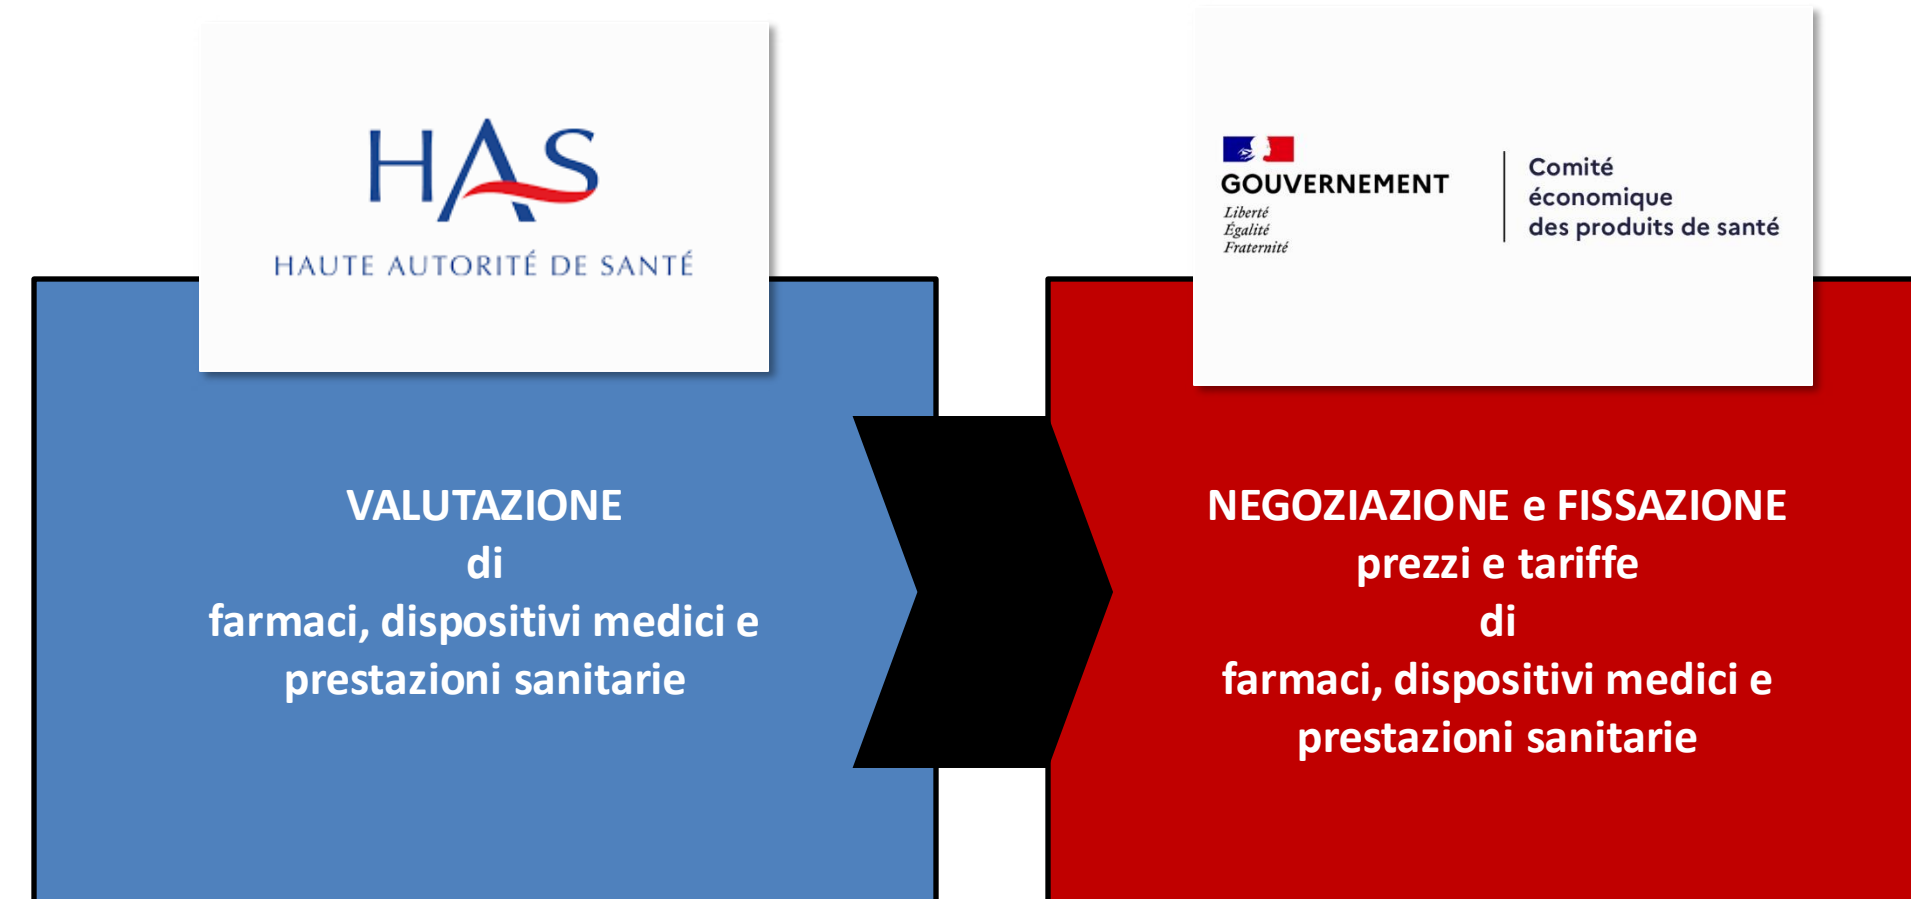 HAS
HAUTE AUTORITÉ DE SANTÉ
VALUTAZIONE
di
farmaci, dispositivi medici e
prestazioni sanitarie
GOUVERNEMENT
Liberté
Égalité
Fraternité
Comité
économique
des produits de santé
NEGOZIAZIONE e FISSAZIONE
prezzi e tariffe
di
farmaci, dispositivi medici e
prestazioni sanitarie